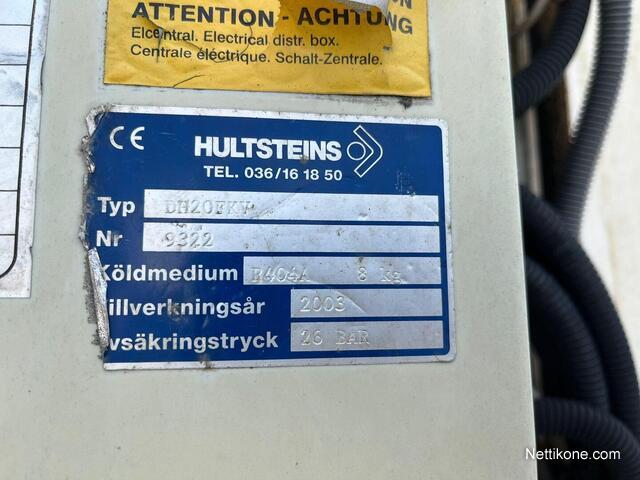 ATTENTION - ACHTUNG
Elcentral. Electrical distr. box.
Centrale électrique. Schalt-Zentrale.
CE HULTSTEINS
TEL. 036/16 18 50
Typ DH20FKV
Nr 9322
Köldmedium R404A 8 kg
illverkningsår 2003
vsäkringstryck 26 BAR
Nettikone.com